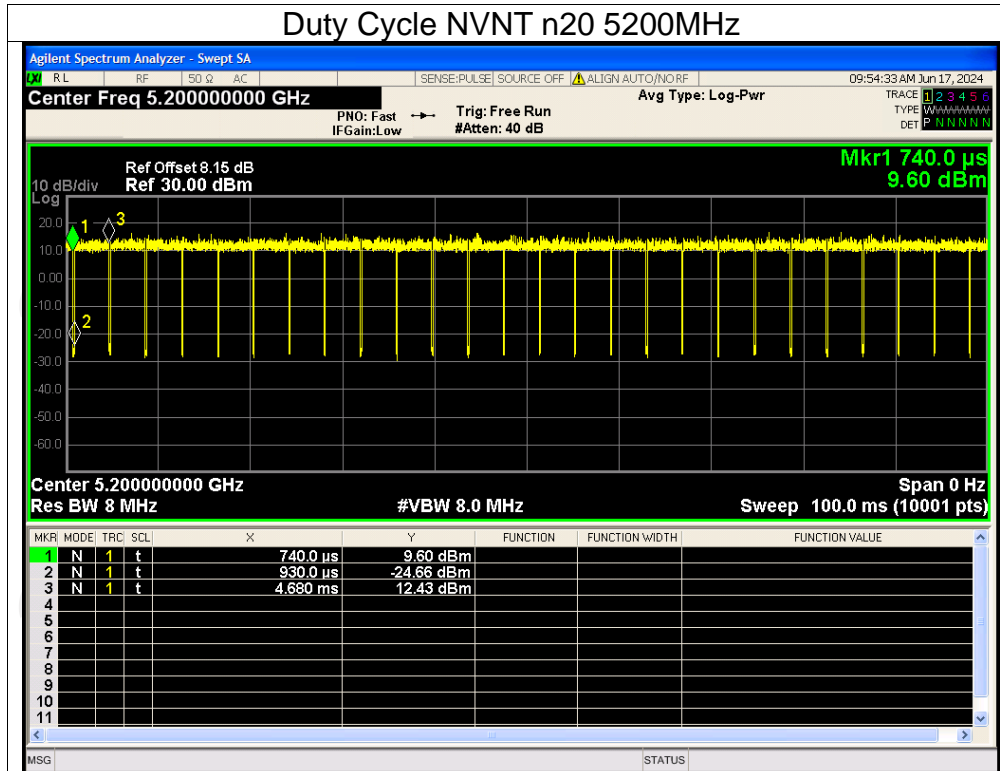 Duty Cycle NVNT n20 5200MHz
Agilent Spectrum Analyzer - Swept SA
LXI RL RF 50 Ω AC SENSE:PULSE SOURCE OFF ALIGN AUTO/NO RF 09:54:33 AM Jun 17, 2024
Center Freq 5.200000000 GHz Avg Type: Log-Pwr TRACE 1 2 3 4 5 6
PNO: Fast Trig: Free Run TYPE WWWWWW
IFGain:Low #Atten: 40 dB DET P N N N N N
Mkr1 740.0 µs
Ref Offset 8.15 dB
10 dB/div Ref 30.00 dBm 9.60 dBm
Log
20.0
1 3
10.0
0.00
-10.0
2
-20.0
-30.0
-40.0
-50.0
-60.0
Center 5.200000000 GHz Span 0 Hz
Res BW 8 MHz #VBW 8.0 MHz Sweep 100.0 ms (10001 pts)
MKR MODE TRC SCL X Y FUNCTION FUNCTION WIDTH FUNCTION VALUE
1 N 1 t 740.0 µs 9.60 dBm
2 N 1 t 930.0 µs -24.66 dBm
3 N 1 t 4.680 ms 12.43 dBm
4
5
6
7
8
9
10
11
MSG STATUS